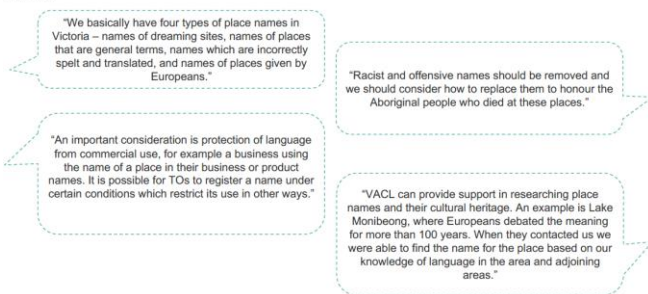 "We basically have four types of place names in
Victoria – names of dreaming sites, names of places
that are general terms, names which are incorrectly
spelt and translated, and names of places given by
Europeans."
"Racist and offensive names should be removed and
we should consider how to replace them to honour the
Aboriginal people who died at these places."
"An important consideration is protection of language
from commercial use, for example a business using
the name of a place in their business or product
names. It is possible for TOs to register a name under
certain conditions which restrict its use in other ways."
"VACL can provide support in researching place
names and their cultural heritage. An example is Lake
Monibeong, where Europeans debated the meaning
for more than 100 years. When they contacted us we
were able to find the name for the place based on our
knowledge of language in the area and adjoining
areas."